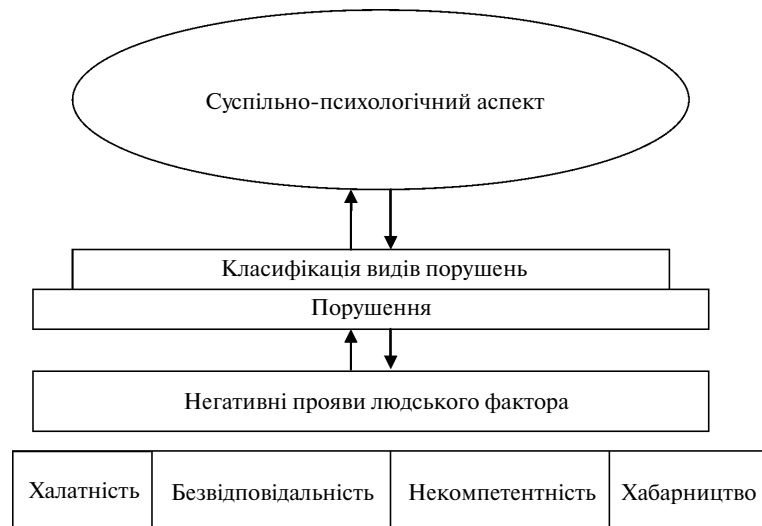 Суспільно-психологічний аспект
Класифікація видів порушень
Порушення
Негативні прояви людського фактора
Халатність
Безвідповідальність
Некомпетентність
Хабарництво